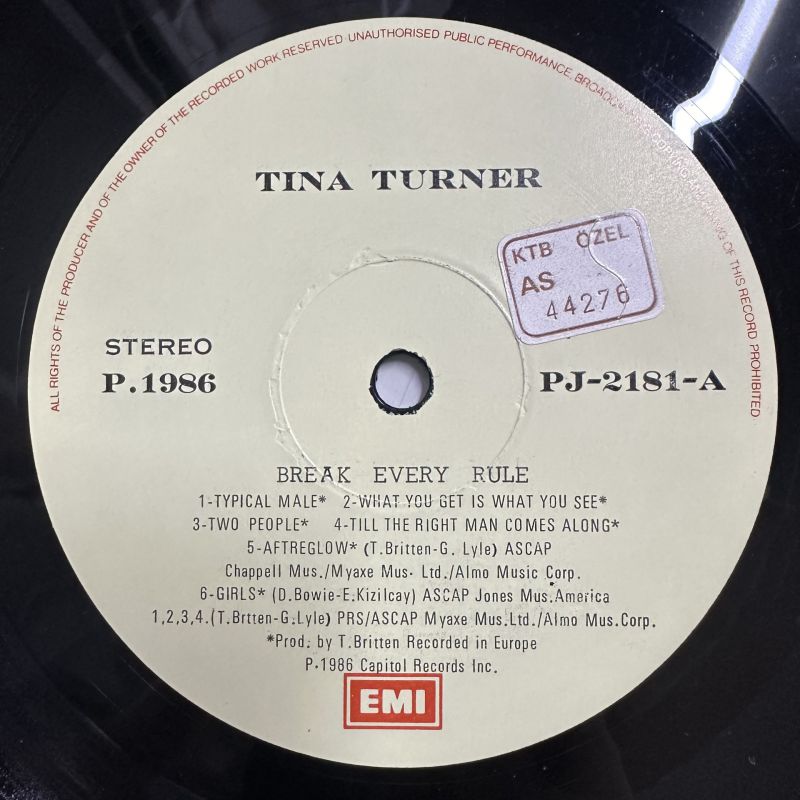 ALL RIGHTS OF THE PRODUCER AND OF THE OWNER OF THE RECORDED WORK RESERVED UNAUTHORISED PUBLIC PERFORMANCE, BROADCASTING, COPYING OF THIS RECORD PROHIBITED
TINA TURNER
KTB ÖZEL
AS
44276
STEREO
P.1986
PJ-2181-A
BREAK EVERY RULE
1-TYPICAL MALE* 2-WHAT YOU GET IS WHAT YOU SEE*
3-TWO PEOPLE* 4-TILL THE RIGHT MAN COMES ALONG*
5-AFTREGLOW* (T.Britten-G. Lyle) ASCAP
Chappell Mus./Myaxe Mus. Ltd./Almo Music Corp.
6-GIRLS* (D.Bowie-E.Kizilcay) ASCAP Jones Mus.America
1,2,3,4.(T.Brtten-G.Lyle) PRS/ASCAP Myaxe Mus.Ltd./Almo Mus.Corp.
*Prod. by T.Britten Recorded in Europe
P.1986 Capitol Records Inc.
EMI